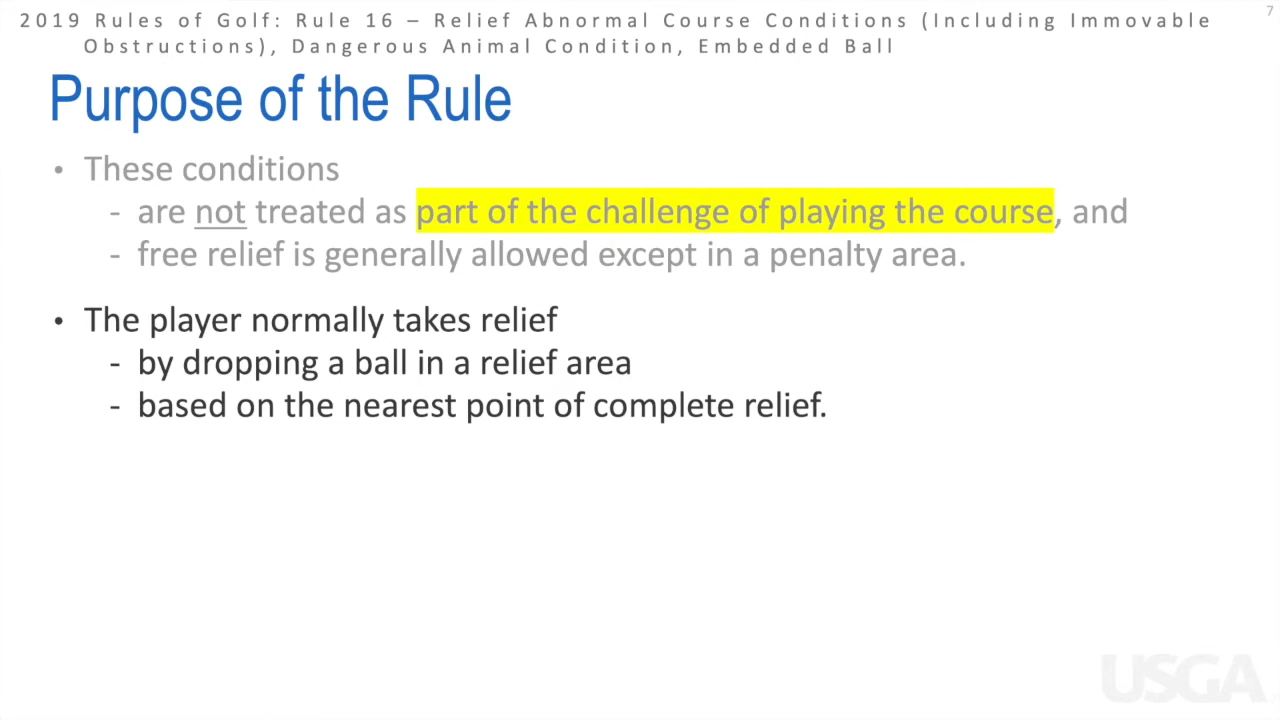 7
2019 Rules of Golf: Rule 16 – Relief Abnormal Course Conditions (Including Immovable
Obstructions), Dangerous Animal Condition, Embedded Ball
Purpose of the Rule
• These conditions
- are not treated as part of the challenge of playing the course, and
- free relief is generally allowed except in a penalty area.
• The player normally takes relief
- by dropping a ball in a relief area
- based on the nearest point of complete relief.
USGA